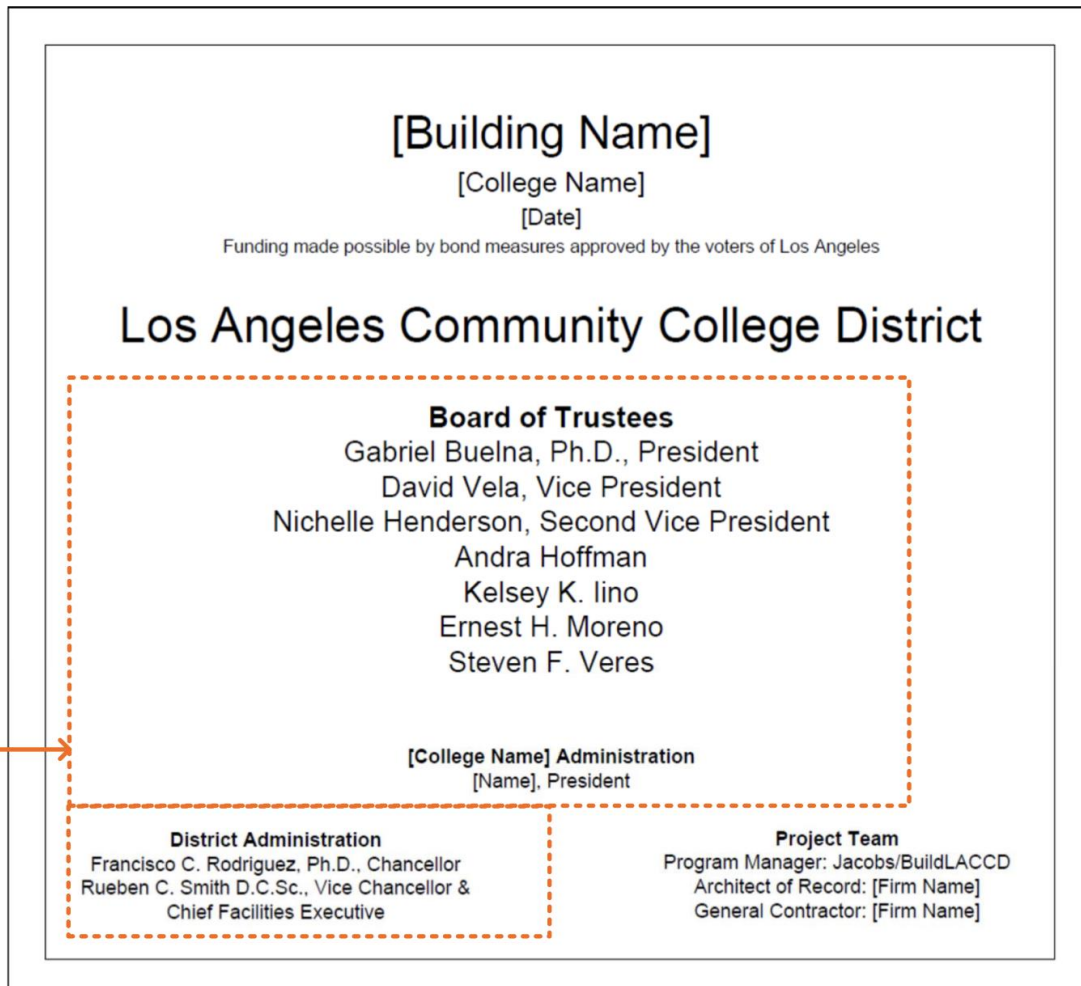 [Building Name]
[College Name]
[Date]
Funding made possible by bond measures approved by the voters of Los Angeles
Los Angeles Community College District
Board of Trustees
Gabriel Buelna, Ph.D., President
David Vela, Vice President
Nichelle Henderson, Second Vice President
Andra Hoffman
Kelsey K. Iino
Ernest H. Moreno
Steven F. Veres
[College Name] Administration
[Name], President
District Administration
Francisco C. Rodriguez, Ph.D., Chancellor
Rueben C. Smith D.C.Sc., Vice Chancellor &
Chief Facilities Executive
Project Team
Program Manager: Jacobs/BuildLACCD
Architect of Record: [Firm Name]
General Contractor: [Firm Name]